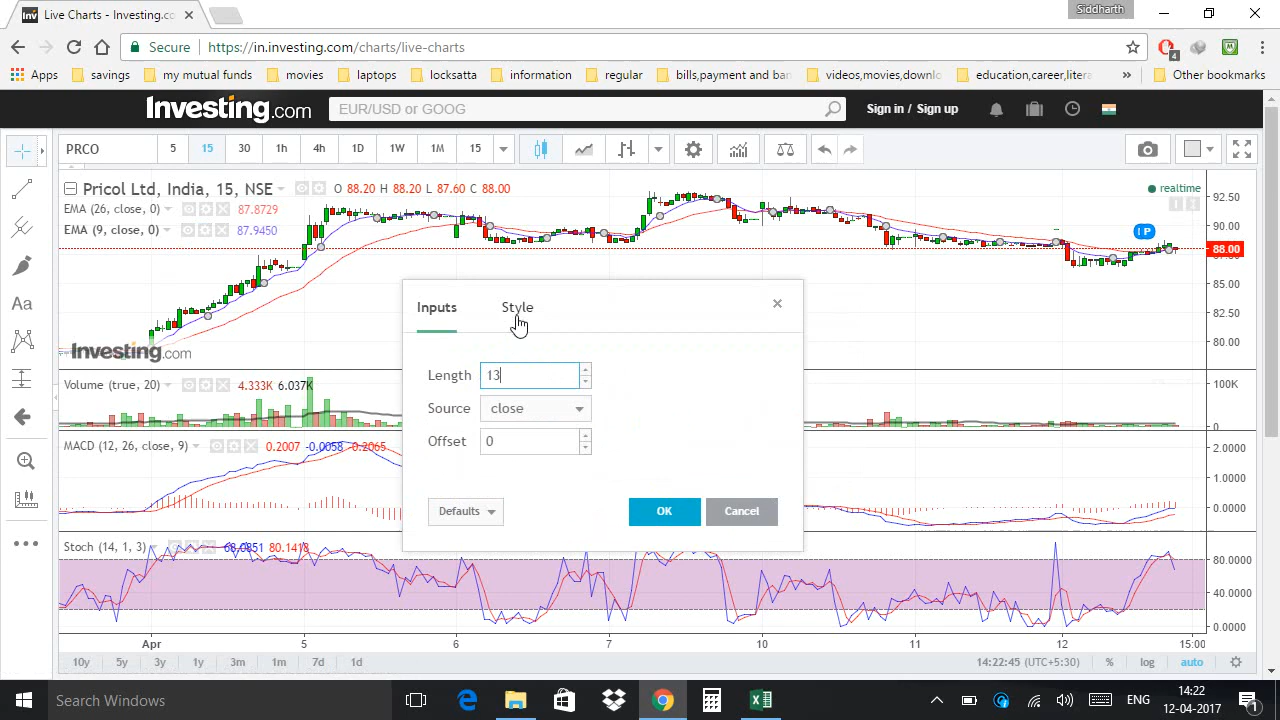 Siddharth
Live Charts - Investing.co
Secure https://in.investing.com/charts/live-charts
4
Apps savings my mutual funds movies laptops locksatta information regular bills,payment and ban videos,movies,downlo education,career,litera » Other bookmarks
Investing.com EUR/USD or GOOG Sign in / Sign up
PRCO 5 15 30 1h 4h 1D 1W 1M 15
Pricol Ltd, India, 15, NSE O 88.20 H 88.20 L 87.60 C 88.00 realtime
EMA (26, close, 0) 87.8729
EMA (9, close, 0) 87.9450
92.50
90.00
88.00
87.50
85.00
82.50
80.00
P
Investing.com
Inputs Style
Length 13
Source close
Offset 0
Defaults OK Cancel
Volume (true, 20) 4.333K 6.037K 100K
0
MACD (12, 26, close, 9) 0.2007 -0.0058 -0.2065 2.0000
1.0000
0.0000
Stoch (14, 1, 3) 68.0851 80.1418
80.0000
40.0000
0.0000
Apr 5 6 7 10 11 12 15:00
10y 5y 3y 1y 3m 1m 7d 1d 14:22:45 (UTC+5:30) % log auto
Search Windows ENG 14:22
12-04-2017
1